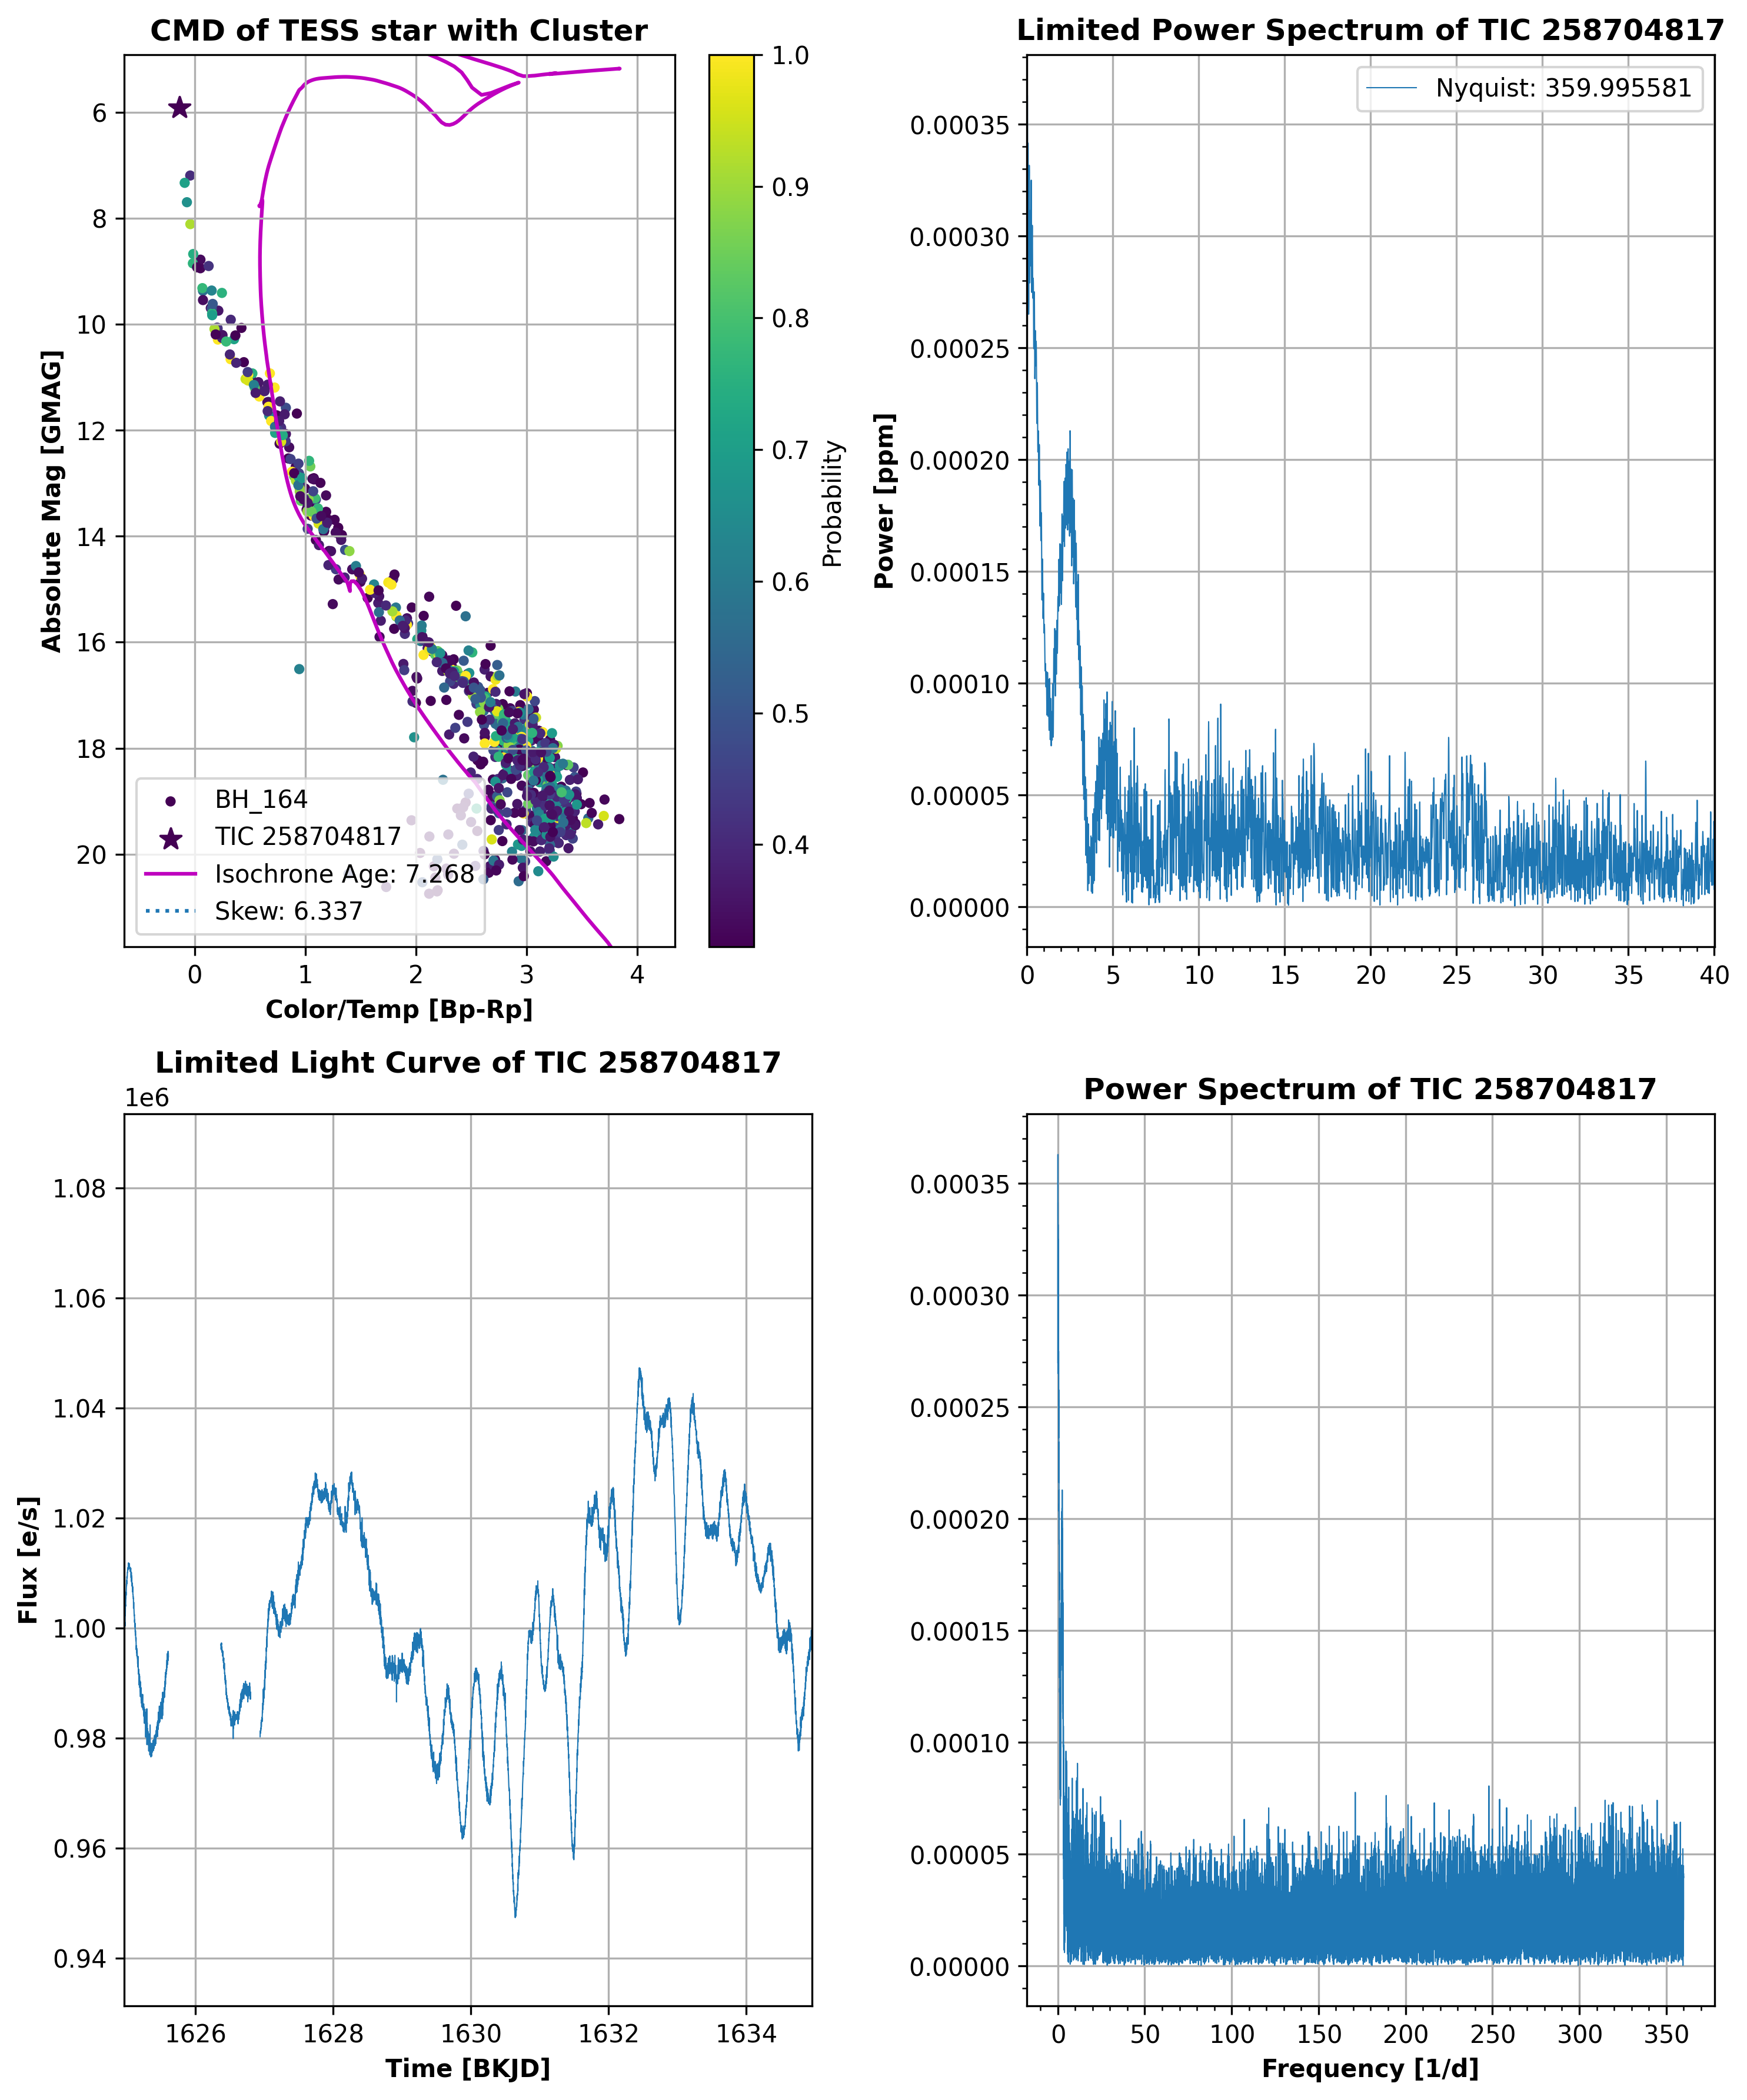 CMD of TESS star with Cluster
Absolute Mag [GMAG]
6
8
10
12
14
16
18
20
BH_164
TIC 258704817
Isochrone Age: 7.268
Skew: 6.337
0 1 2 3 4
Color/Temp [Bp-Rp]
1.0
0.9
0.8
0.7
0.6
0.5
0.4
Probability
Limited Power Spectrum of TIC 258704817
Nyquist: 359.995581
Power [ppm]
0.00035
0.00030
0.00025
0.00020
0.00015
0.00010
0.00005
0.00000
0 5 10 15 20 25 30 35 40
Limited Light Curve of TIC 258704817
1e6
Flux [e/s]
1.08
1.06
1.04
1.02
1.00
0.98
0.96
0.94
1626 1628 1630 1632 1634
Time [BKJD]
Power Spectrum of TIC 258704817
0.00035
0.00030
0.00025
0.00020
0.00015
0.00010
0.00005
0.00000
0 50 100 150 200 250 300 350
Frequency [1/d]